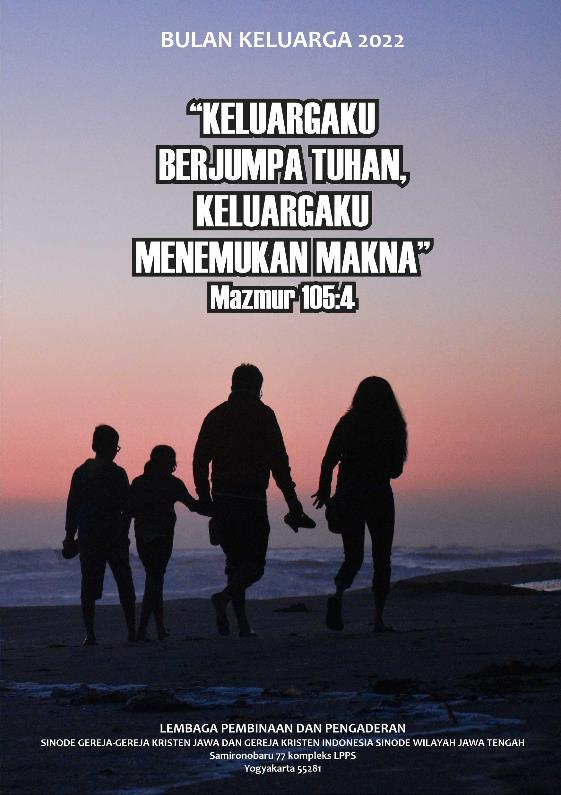 BULAN KELUARGA 2022
“KELUARGAKU
BERJUMPA TUHAN,
KELUARGAKU
MENEMUKAN MAKNA”
Mazmur 105:4
LEMBAGA PEMBINAAN DAN PENGADERAN
SINODE GEREJA-GEREJA KRISTEN JAWA DAN GEREJA KRISTEN INDONESIA SINODE WILAYAH JAWA TENGAH
Samironobaru 77 kompleks LPPS
Yogyakarta 55281